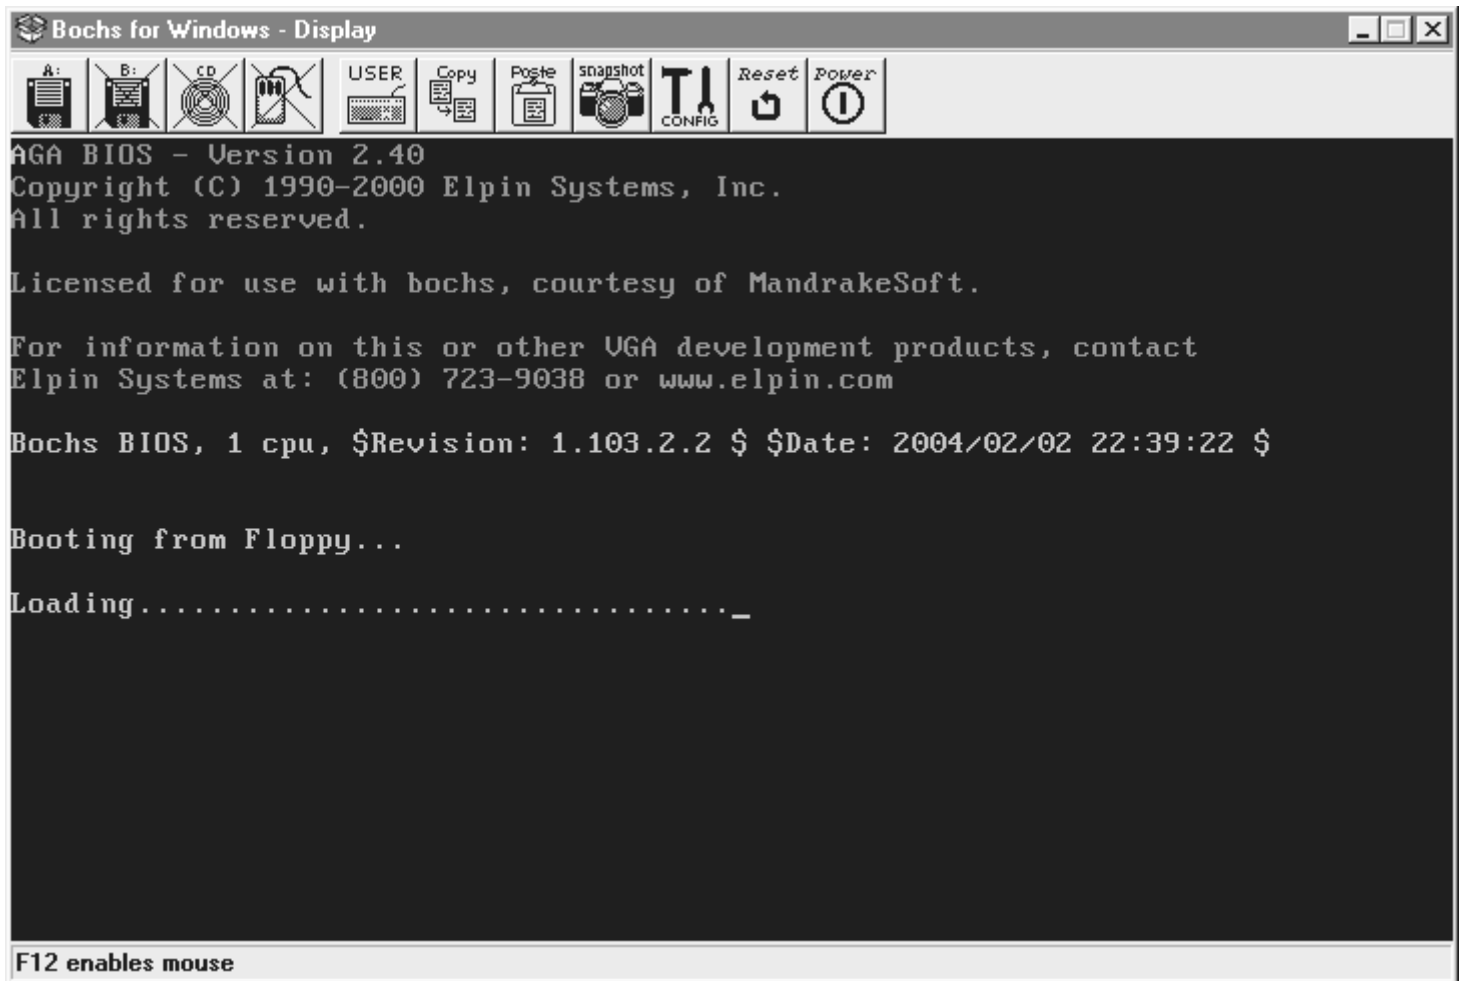 Bochs for Windows - Display
A: B: CD USER Copy Paste snapshot CONFIG Reset Power
AGA BIOS - Version 2.40
Copyright (C) 1990-2000 Elpin Systems, Inc.
All rights reserved.
Licensed for use with bochs, courtesy of MandrakeSoft.
For information on this or other VGA development products, contact
Elpin Systems at: (800) 723-9038 or www.elpin.com
Bochs BIOS, 1 cpu, $Revision: 1.103.2.2 $ $Date: 2004/02/02 22:39:22 $
Booting from Floppy...
Loading................................._
F12 enables mouse